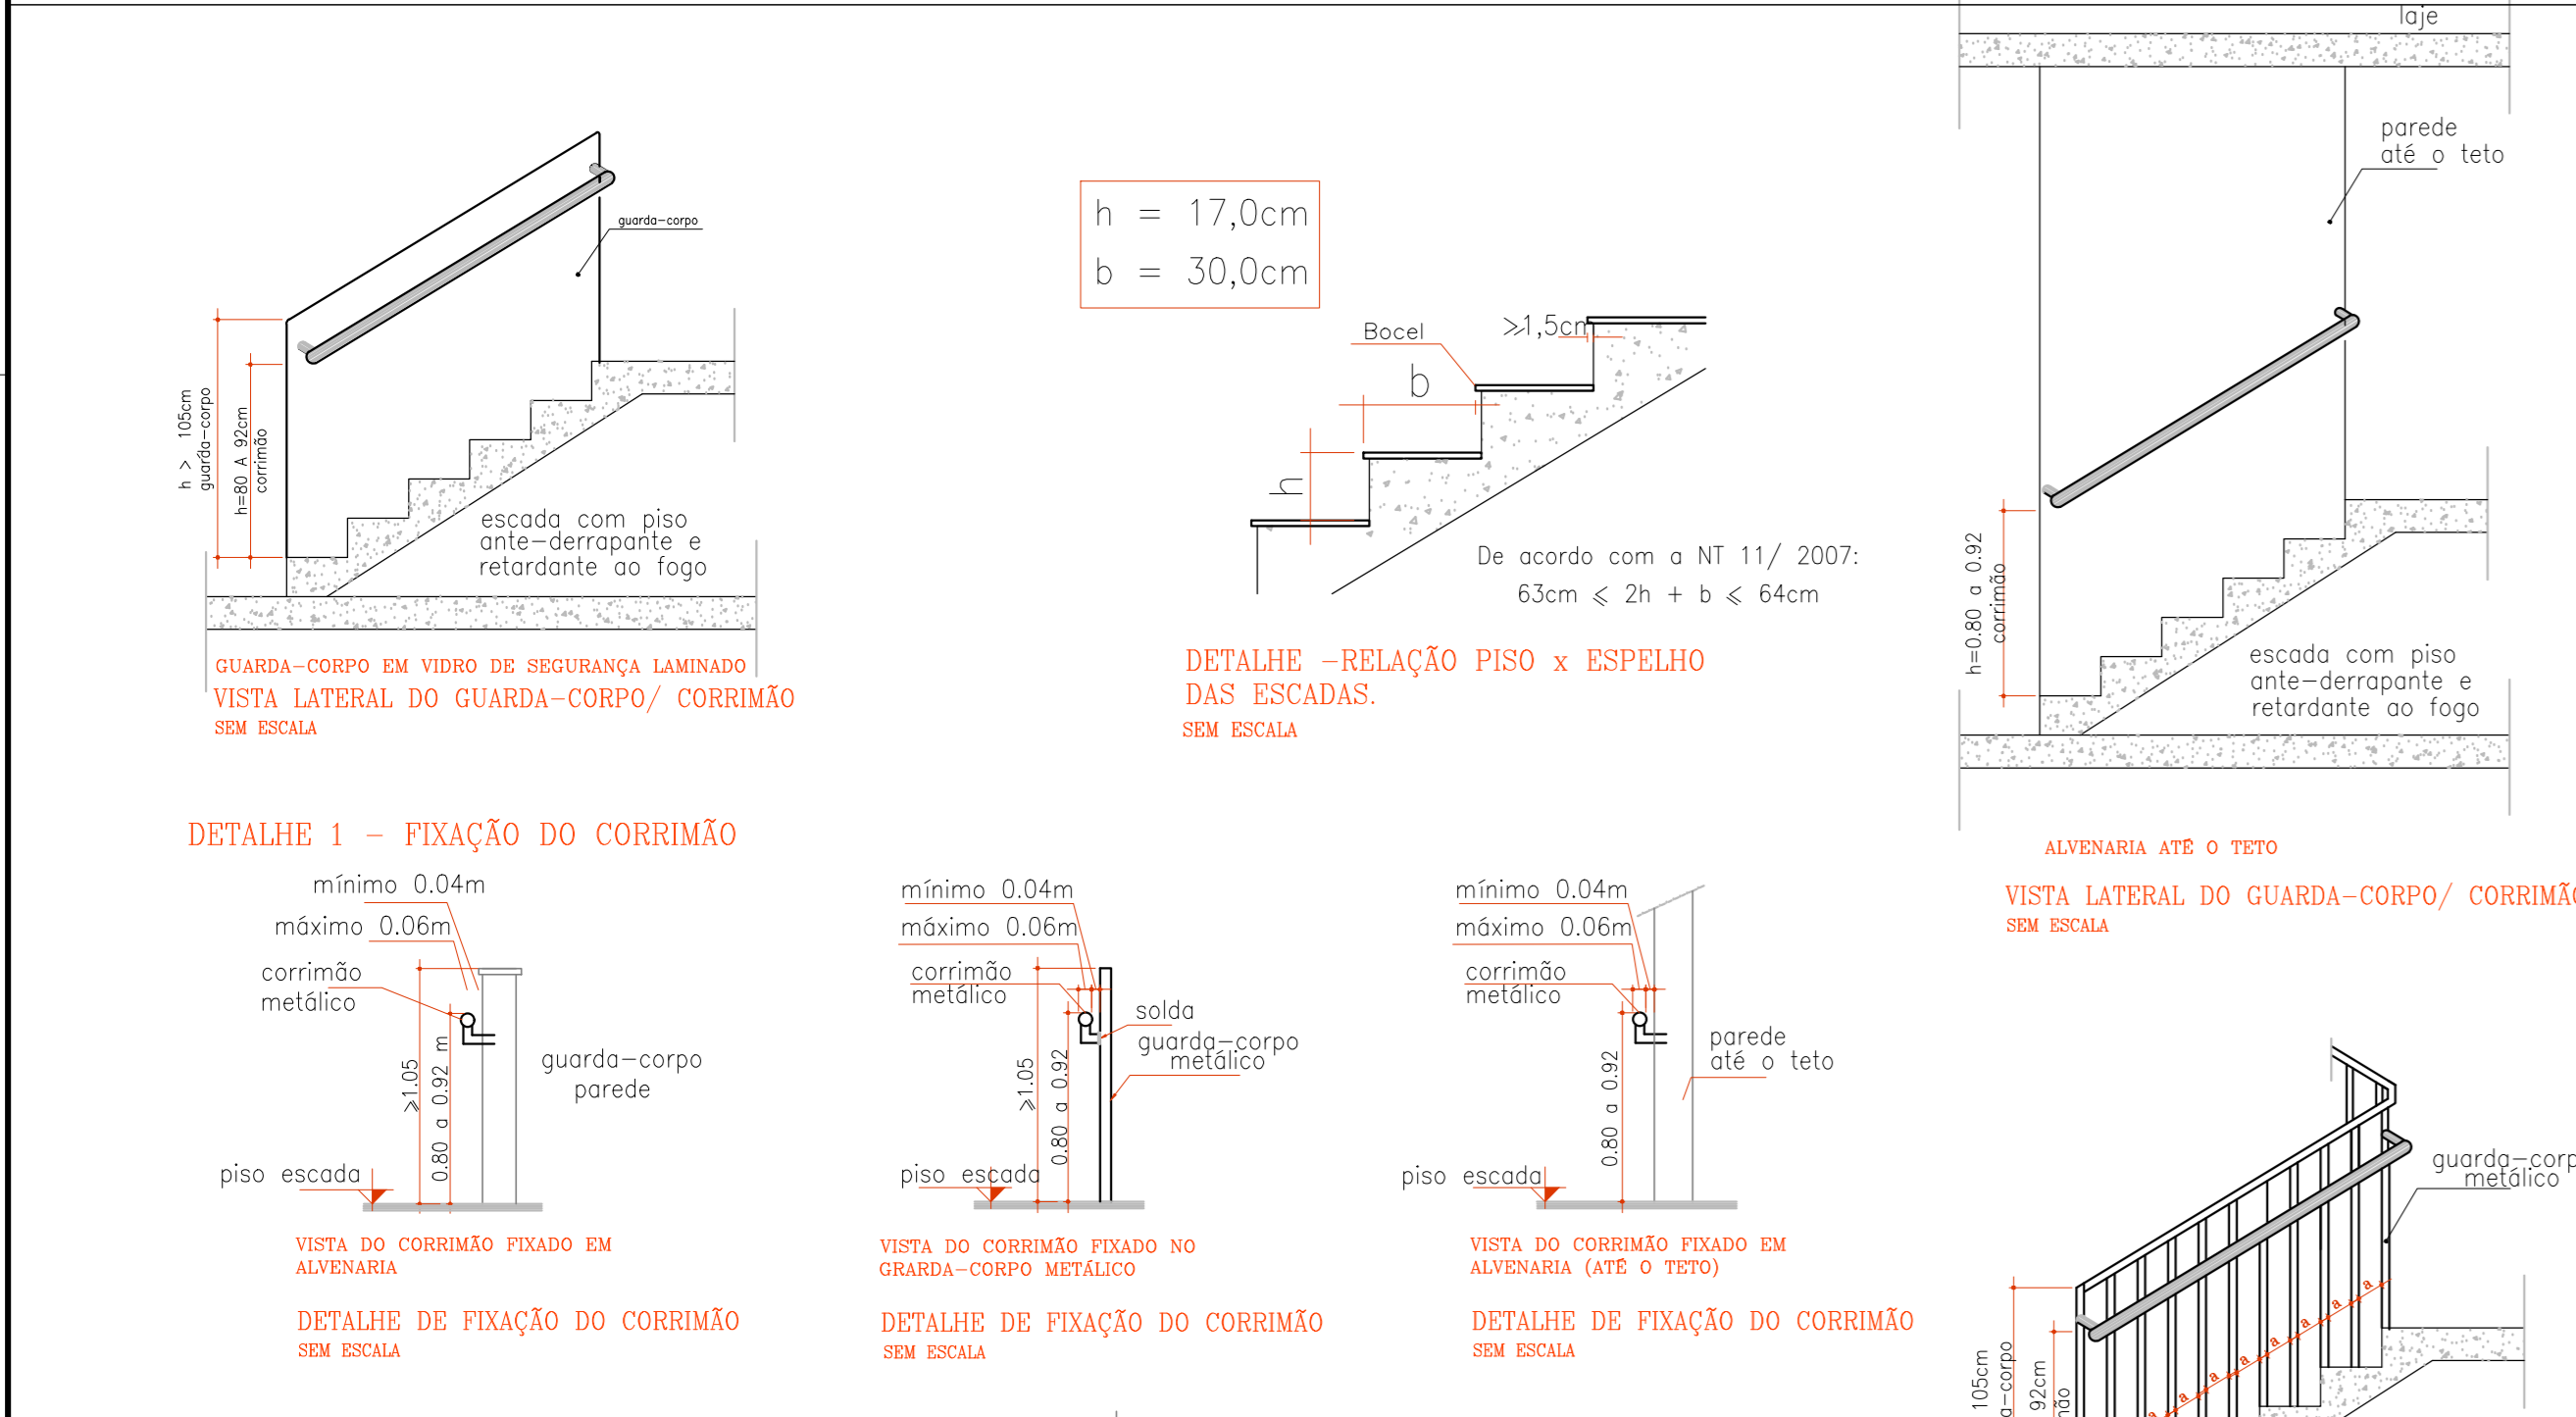 laje
parede
até o teto
guarda-corpo
h > 105cm
guarda-corpo
h=80 A 92cm
corrimão
escada com piso
ante-derrapante e
retardante ao fogo
GUARDA-CORPO EM VIDRO DE SEGURANÇA LAMINADO
VISTA LATERAL DO GUARDA-CORPO/ CORRIMÃO
SEM ESCALA
h = 17,0cm
b = 30,0cm
Bocel
⩾1,5cm
b
h
De acordo com a NT 11/ 2007:
63cm ⩽ 2h + b ⩽ 64cm
DETALHE -RELAÇÃO PISO x ESPELHO
DAS ESCADAS.
SEM ESCALA
h=0.80 a 0.92
corrimão
escada com piso
ante-derrapante e
retardante ao fogo
ALVENARIA ATÉ O TETO
VISTA LATERAL DO GUARDA-CORPO/ CORRIMÃO
SEM ESCALA
DETALHE 1 - FIXAÇÃO DO CORRIMÃO
mínimo 0.04m
máximo 0.06m
corrimão
metálico
⩾1.05
0.80 a 0.92 m
guarda-corpo
parede
piso escada
VISTA DO CORRIMÃO FIXADO EM
ALVENARIA
DETALHE DE FIXAÇÃO DO CORRIMÃO
SEM ESCALA
mínimo 0.04m
máximo 0.06m
corrimão
metálico
solda
guarda-corpo
metálico
⩾1.05
0.80 a 0.92
piso escada
VISTA DO CORRIMÃO FIXADO NO
GRARDA-CORPO METÁLICO
DETALHE DE FIXAÇÃO DO CORRIMÃO
SEM ESCALA
mínimo 0.04m
máximo 0.06m
corrimão
metálico
parede
até o teto
0.80 a 0.92
piso escada
VISTA DO CORRIMÃO FIXADO EM
ALVENARIA (ATÉ O TETO)
DETALHE DE FIXAÇÃO DO CORRIMÃO
SEM ESCALA
guarda-corp
metálico
105cm
a-corpo
92cm
mão
a a a a a a a a